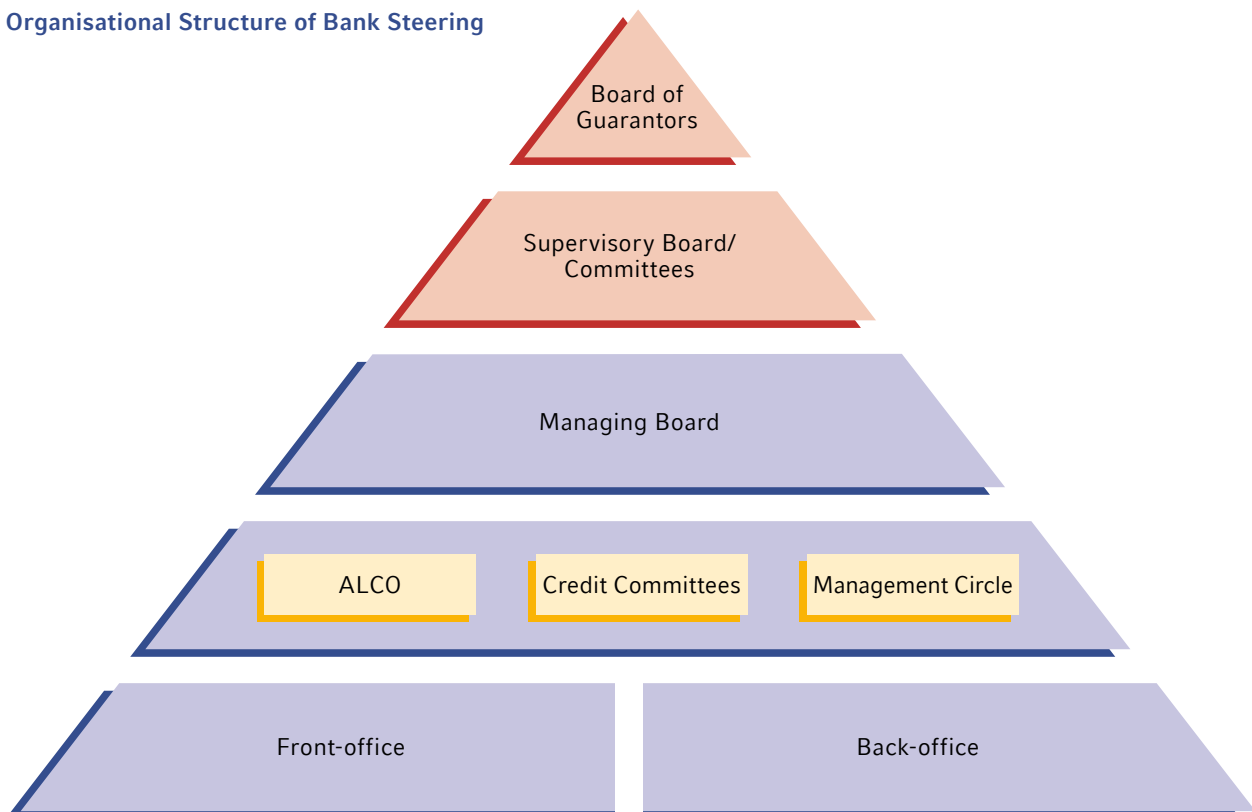 Organisational Structure of Bank Steering
Board of
Guarantors
Supervisory Board/
Committees
Managing Board
ALCO
Credit Committees
Management Circle
Front-office
Back-office